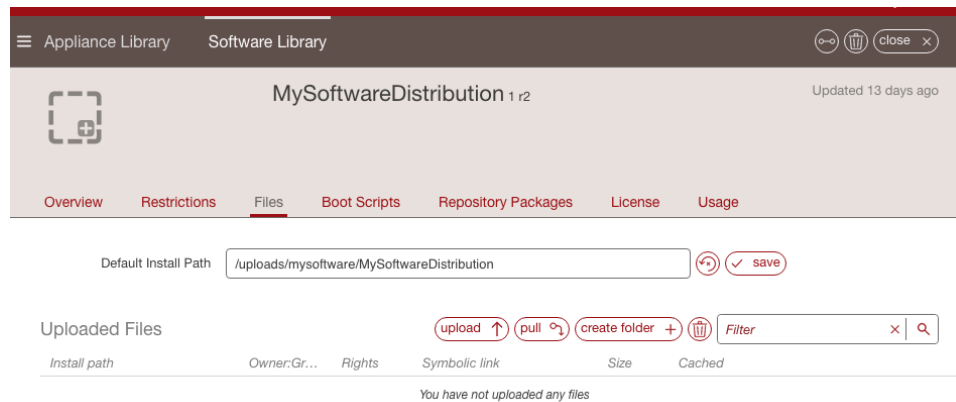 Appliance Library Software Library close
MySoftwareDistribution 1 r2 Updated 13 days ago
Overview Restrictions Files Boot Scripts Repository Packages License Usage
Default Install Path /uploads/mysoftware/MySoftwareDistribution save
Uploaded Files upload pull create folder Filter
Install path Owner:Gr... Rights Symbolic link Size Cached
You have not uploaded any files